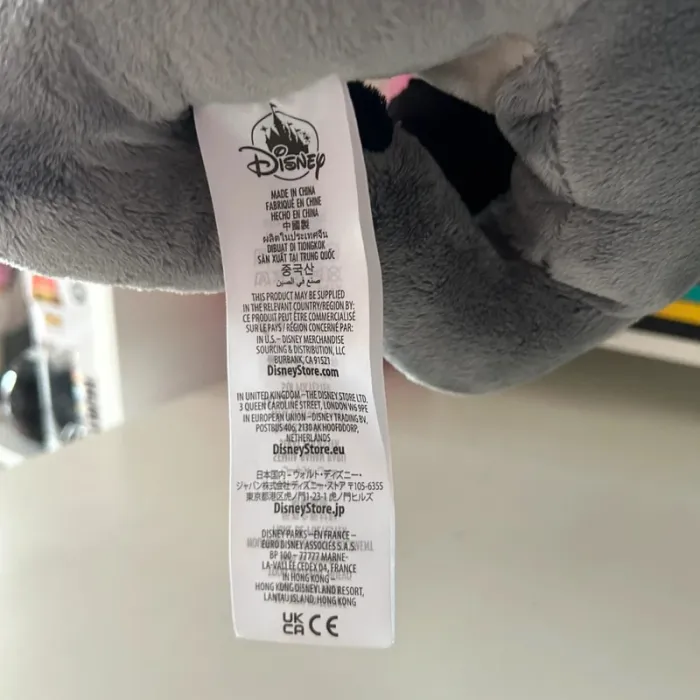 Disney
MADE IN CHINA
FABRIQUÉ EN CHINE
HECHO EN CHINA
中國製
ผลิตในประเทศจีน
DIBUAT DI TIONGKOK
SẢN XUẤT TẠI TRUNG QUỐC
중국산
صنع في الصين
THIS PRODUCT MAY BE SUPPLIED
IN THE RELEVANT COUNTRY/REGION BY:
CE PRODUIT PEUT ÊTRE COMMERCIALISÉ
SUR LE PAYS / RÉGION CONCERNÉ PAR:
IN U.S.– DISNEY MERCHANDISE
SOURCING & DISTRIBUTION, LLC
BURBANK, CA 91521
DisneyStore.com
IN UNITED KINGDOM –THE DISNEY STORE LTD.
3 QUEEN CAROLINE STREET, LONDON W6 9PE
IN EUROPEAN UNION –DISNEY TRADING BV,
POSTBUS 406, 2130 AK HOOFDDORP,
NETHERLANDS
DisneyStore.eu
日本国内－ウォルト・ディズニー・
ジャパン株式会社 ディズニー・ストア 〒105-6355
東京都港区虎ノ門1-23-1 虎ノ門ヒルズ
DisneyStore.jp
DISNEY PARKS –EN FRANCE –
EURO DISNEY ASSOCIÉS S.A.S.
BP 100 – 77777 MARNE-
LA-VALLÉE CEDEX 04, FRANCE
IN HONG KONG –
HONG KONG DISNEYLAND RESORT,
LANTAU ISLAND, HONG KONG
UK
CA CE